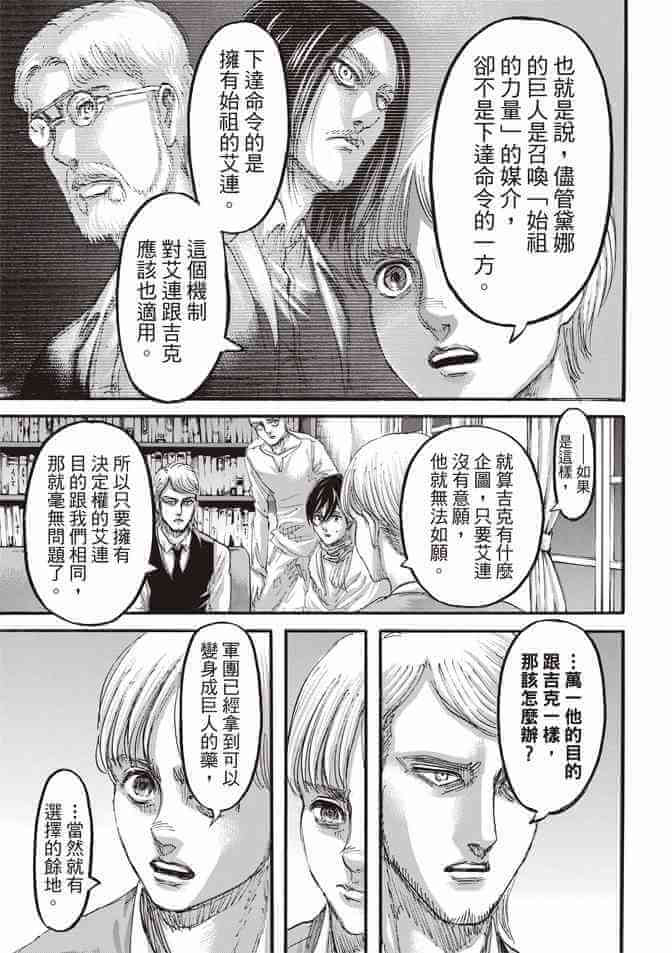 也就是說，儘管黛娜
的巨人是召喚「始祖
的力量」的媒介，
卻不是下達命令的一方。
下達命令的是
擁有始祖的艾連。
這個機制
對艾連跟吉克
應該也適用。
──如果
是這樣，
就算吉克有什麼
企圖，只要艾連
沒有意願，
他就無法如願。
所以只要擁有
決定權的艾連
目的跟我們相同，
那就毫無問題了。
…萬一他的目的
跟吉克一樣，
那該怎麼辦？
軍團已經拿到可以
變身成巨人的藥，
…當然就有
選擇的餘地。